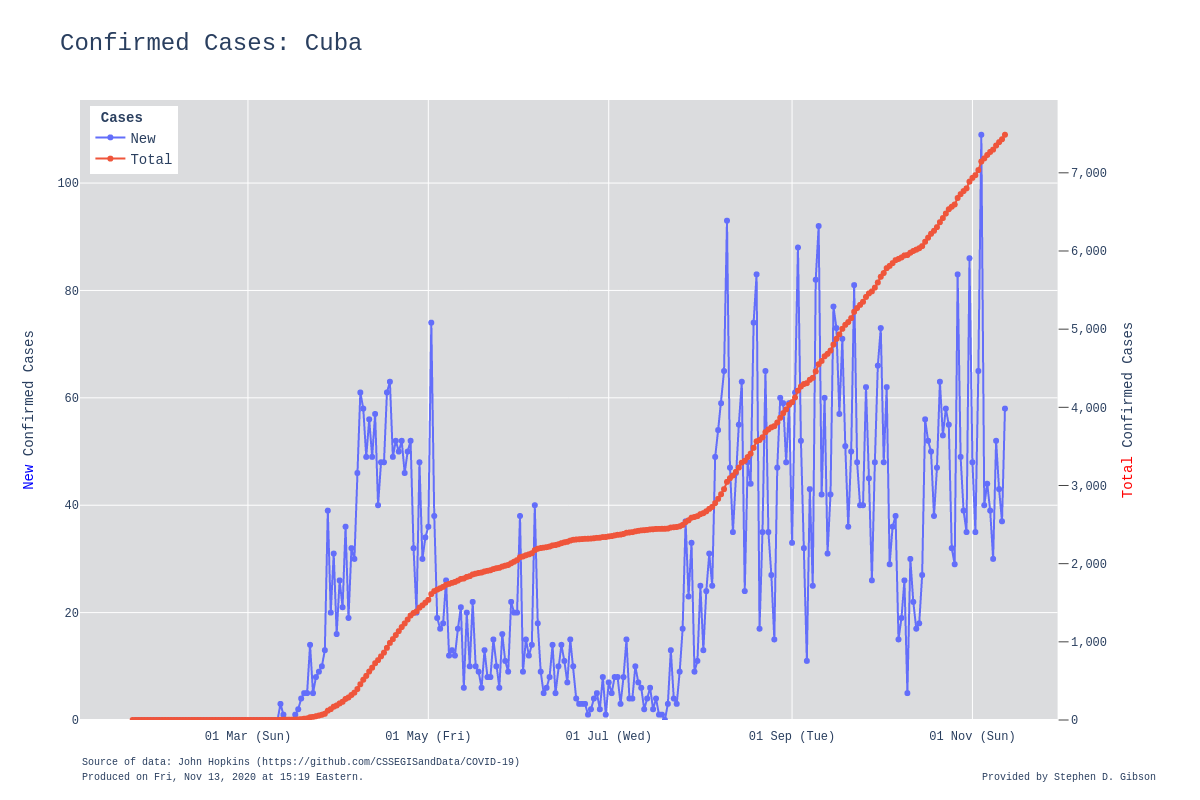 Confirmed Cases: Cuba
Cases
New
Total
100
80
60
40
20
0
7,000
6,000
5,000
4,000
3,000
2,000
1,000
0
New Confirmed Cases
Total Confirmed Cases
01 Mar (Sun) 01 May (Fri) 01 Jul (Wed) 01 Sep (Tue) 01 Nov (Sun)
Source of data: John Hopkins (https://github.com/CSSEGISandData/COVID-19)
Produced on Fri, Nov 13, 2020 at 15:19 Eastern.
Provided by Stephen D. Gibson